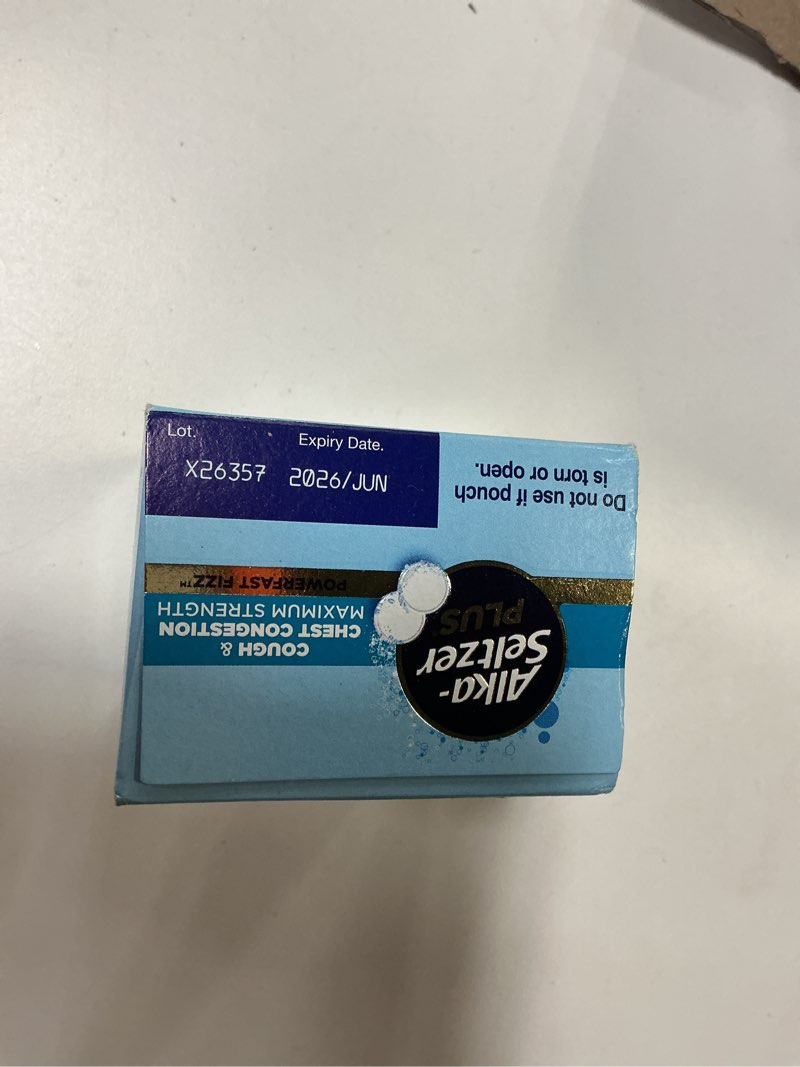 Lot.
Expiry Date.
X26357 2026/JUN
Do not use if pouch
is torn or open.
Alka-
Seltzer
PLUS®
COUGH &
CHEST CONGESTION
MAXIMUM STRENGTH
POWERFAST FIZZ™